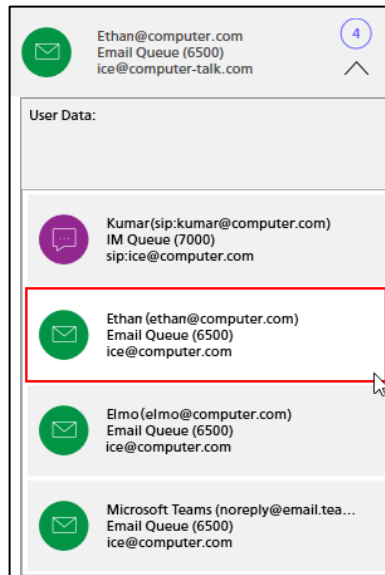 Ethan@computer.com
4
Email Queue (6500)
ice@computer-talk.com
User Data:
Kumar(sip:kumar@computer.com)
IM Queue (7000)
sip:ice@computer.com
Ethan (ethan@computer.com)
Email Queue (6500)
ice@computer.com
Elmo(elmo@computer.com)
Email Queue (6500)
ice@computer.com
Microsoft Teams (noreply@email.tea...
Email Queue (6500)
ice@computer.com